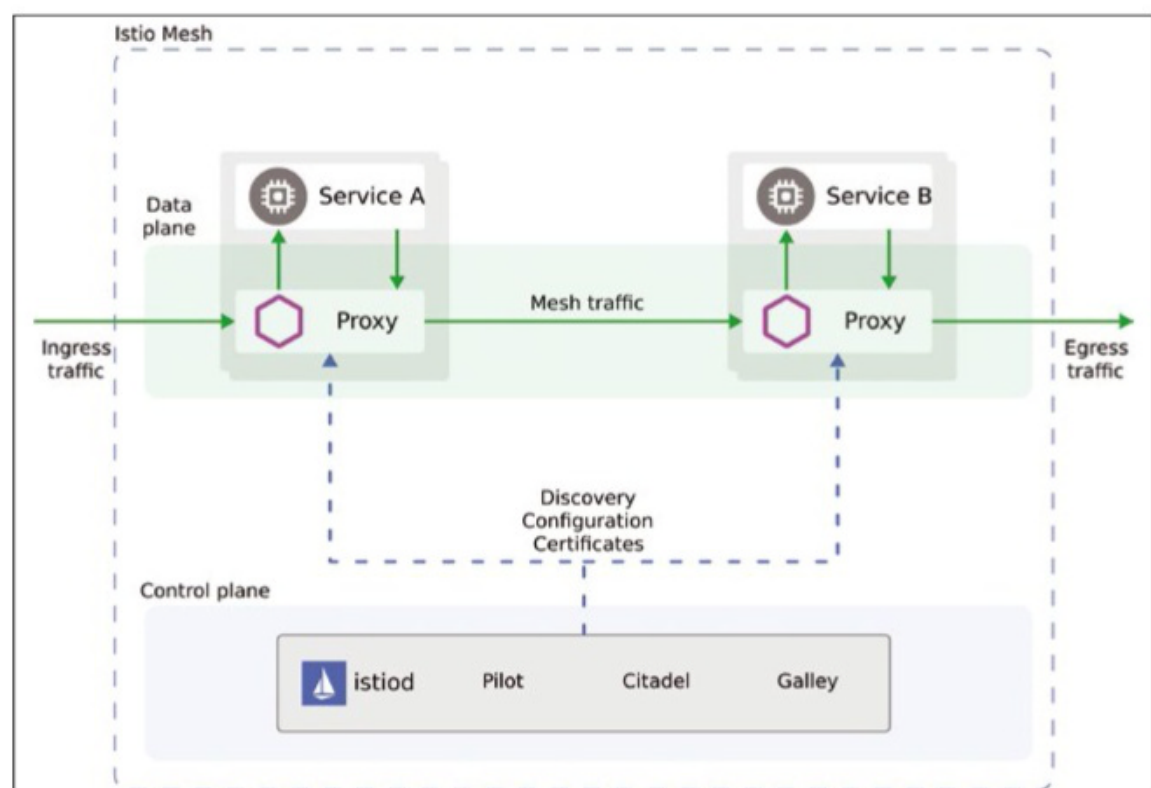 Istio Mesh
Service A
Service B
Data
plane
Mesh traffic
Proxy
Proxy
Ingress
traffic
Egress
traffic
Discovery
Configuration
Certificates
Control plane
istiod
Pilot
Citadel
Galley